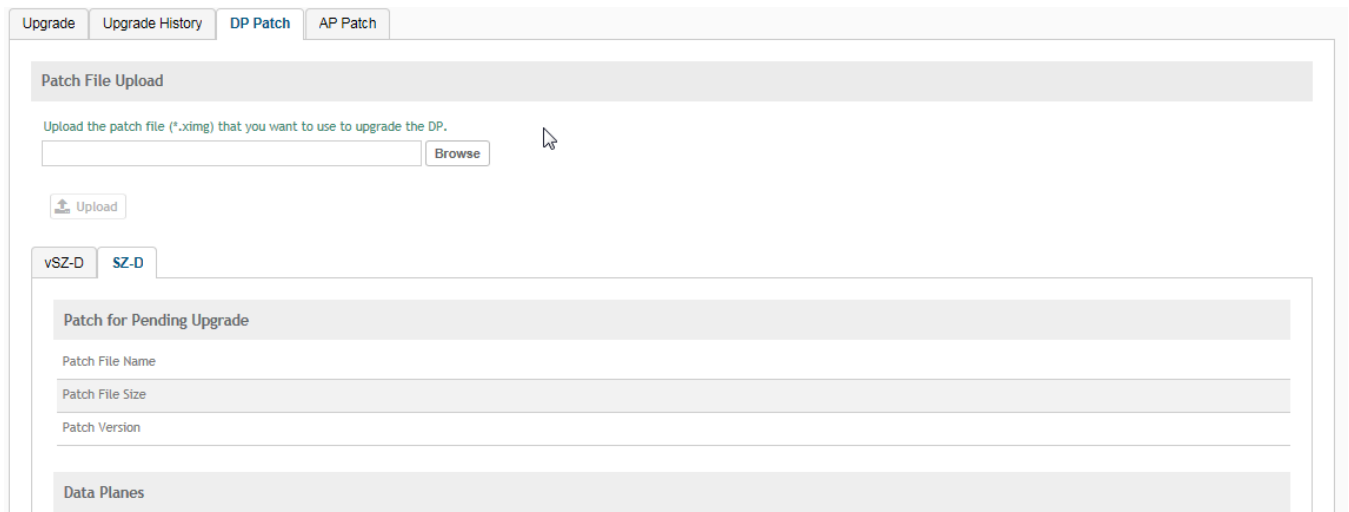 Upgrade Upgrade History DP Patch AP Patch
Patch File Upload
Upload the patch file (*.ximg) that you want to use to upgrade the DP.
Browse
Upload
vSZ-D SZ-D
Patch for Pending Upgrade
Patch File Name
Patch File Size
Patch Version
Data Planes